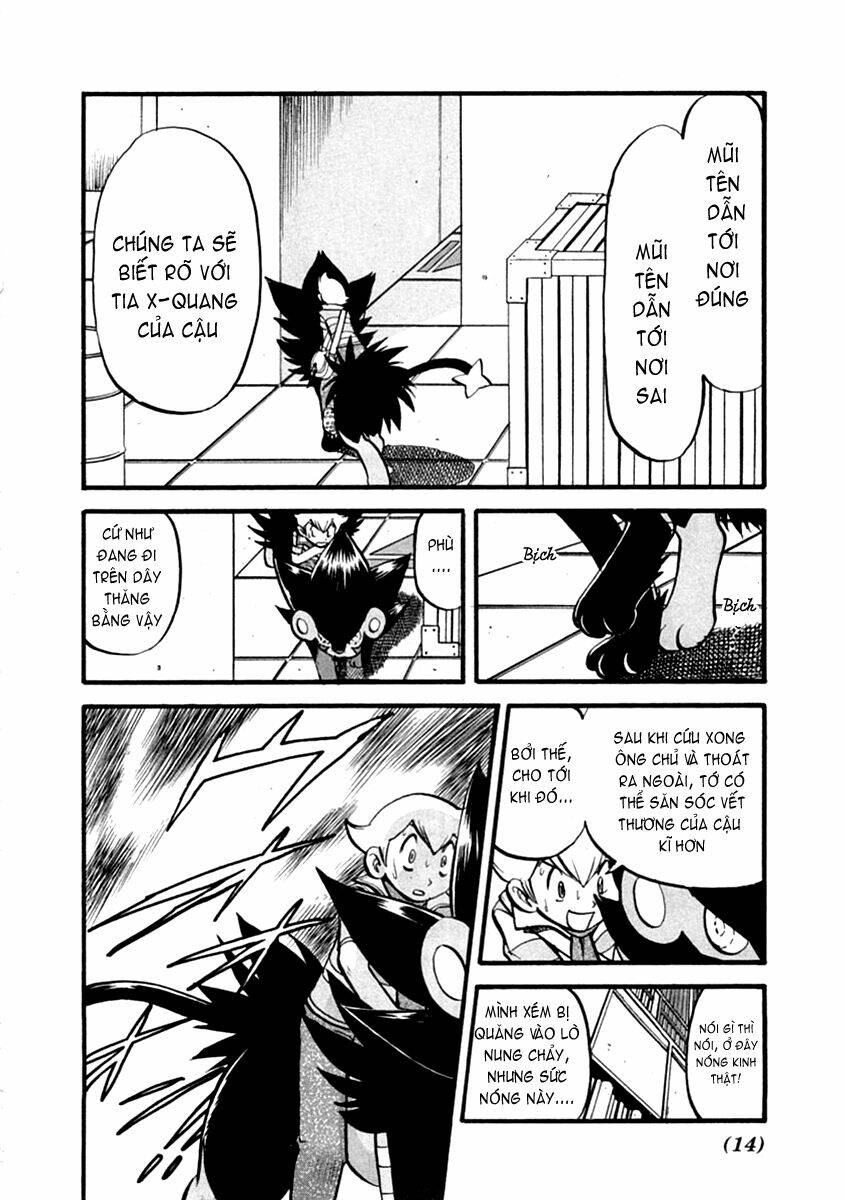 MŨI
TÊN
DẪN
TỚI
NƠI
ĐÚNG
MŨI
TÊN
DẪN
TỚI
NƠI
SAI
CHÚNG TA SẼ
BIẾT RÕ VỚI
TIA X-QUANG
CỦA CẬU
Bịch
Bịch
PHÙ
....
CỨ NHƯ
ĐANG ĐI
TRÊN DÂY
THĂNG
BẰNG VẬY
SAU KHI CỨU XONG
ÔNG CHỦ VÀ THOÁT
RA NGOÀI, TỚ CÓ
THỂ SĂN SÓC VẾT
THƯƠNG CỦA CẬU
KĨ HƠN
BỞI THẾ,
CHO TỚI
KHI ĐÓ...
NÓI GÌ THÌ
NÓI, Ở ĐÂY
NÓNG KINH
THẬT!
MÌNH XÉM BỊ
QUĂNG VÀO LÒ
NUNG CHẢY,
NHƯNG SỨC
NÓNG NÀY....
(14)